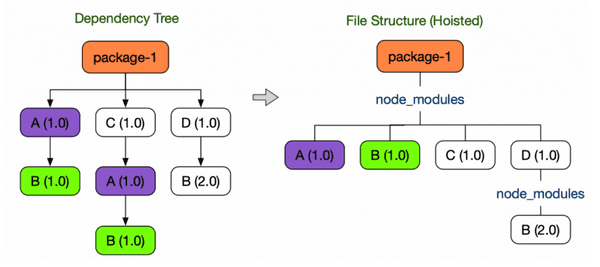 Dependency Tree
package-1
A (1.0)
C (1.0)
D (1.0)
B (1.0)
A (1.0)
B (2.0)
B (1.0)
File Structure (Hoisted)
package-1
node_modules
A (1.0)
B (1.0)
C (1.0)
D (1.0)
node_modules
B (2.0)